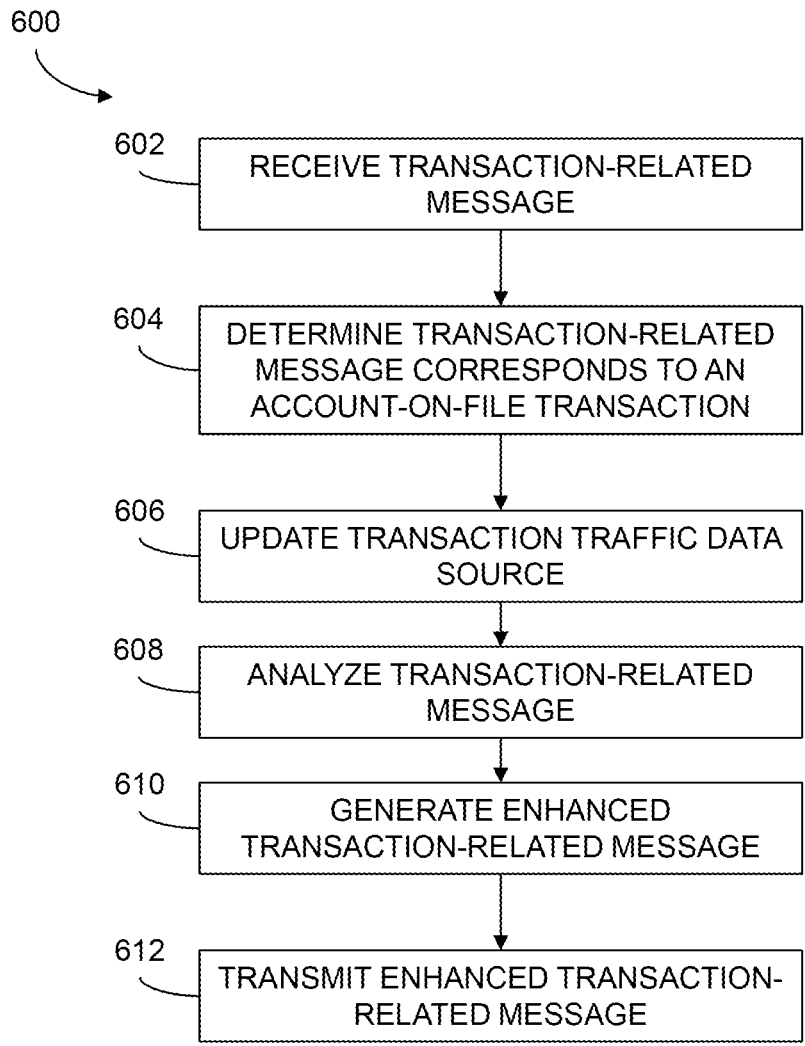 600
602
RECEIVE TRANSACTION-RELATED
MESSAGE
604
DETERMINE TRANSACTION-RELATED
MESSAGE CORRESPONDS TO AN
ACCOUNT-ON-FILE TRANSACTION
606
UPDATE TRANSACTION TRAFFIC DATA
SOURCE
608
ANALYZE TRANSACTION-RELATED
MESSAGE
610
GENERATE ENHANCED
TRANSACTION-RELATED MESSAGE
612
TRANSMIT ENHANCED TRANSACTION-
RELATED MESSAGE